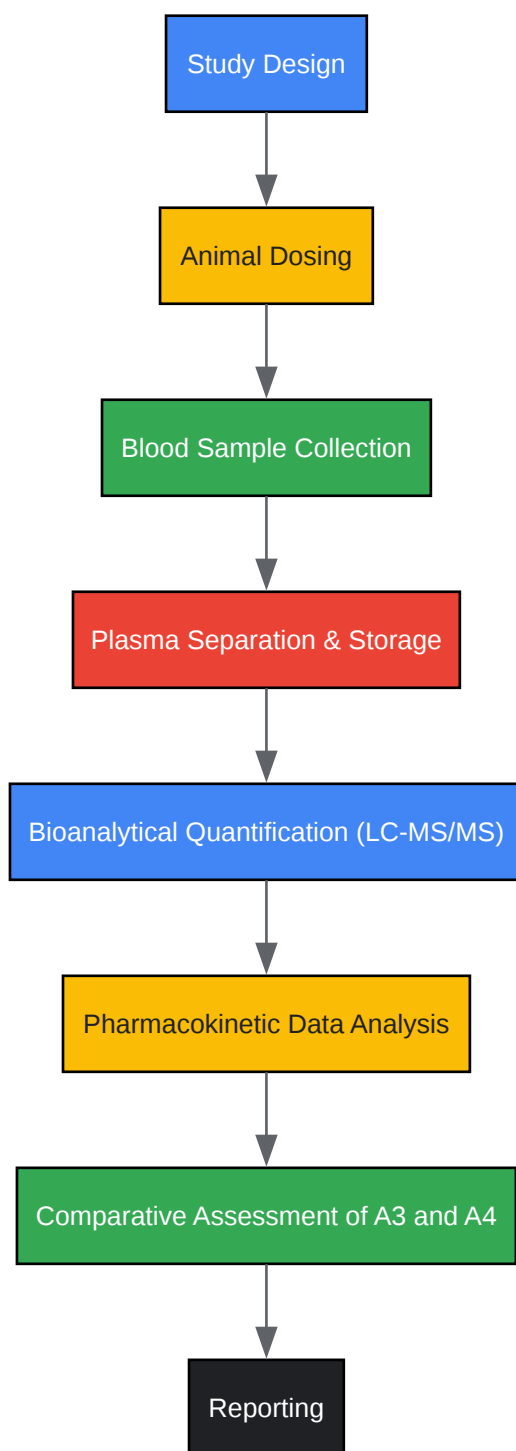 Study Design
Animal Dosing
Blood Sample Collection
Plasma Separation & Storage
Bioanalytical Quantification (LC-MS/MS)
Pharmacokinetic Data Analysis
Comparative Assessment of A3 and A4
Reporting